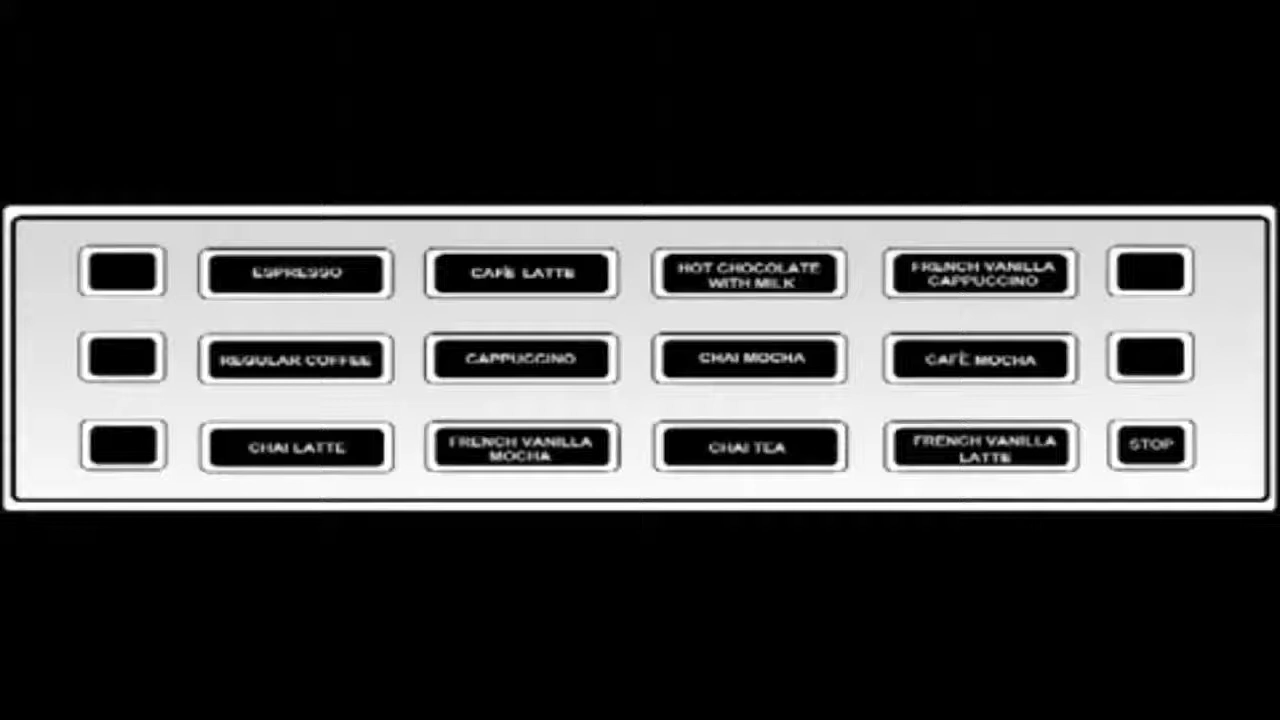 ESPRESSO
CAFÈ LATTE
HOT CHOCOLATE
WITH MILK
FRENCH VANILLA
CAPPUCCINO
REGULAR COFFEE
CAPPUCCINO
CHAI MOCHA
CAFÈ MOCHA
CHAI LATTE
FRENCH VANILLA
MOCHA
CHAI TEA
FRENCH VANILLA
LATTE
STOP